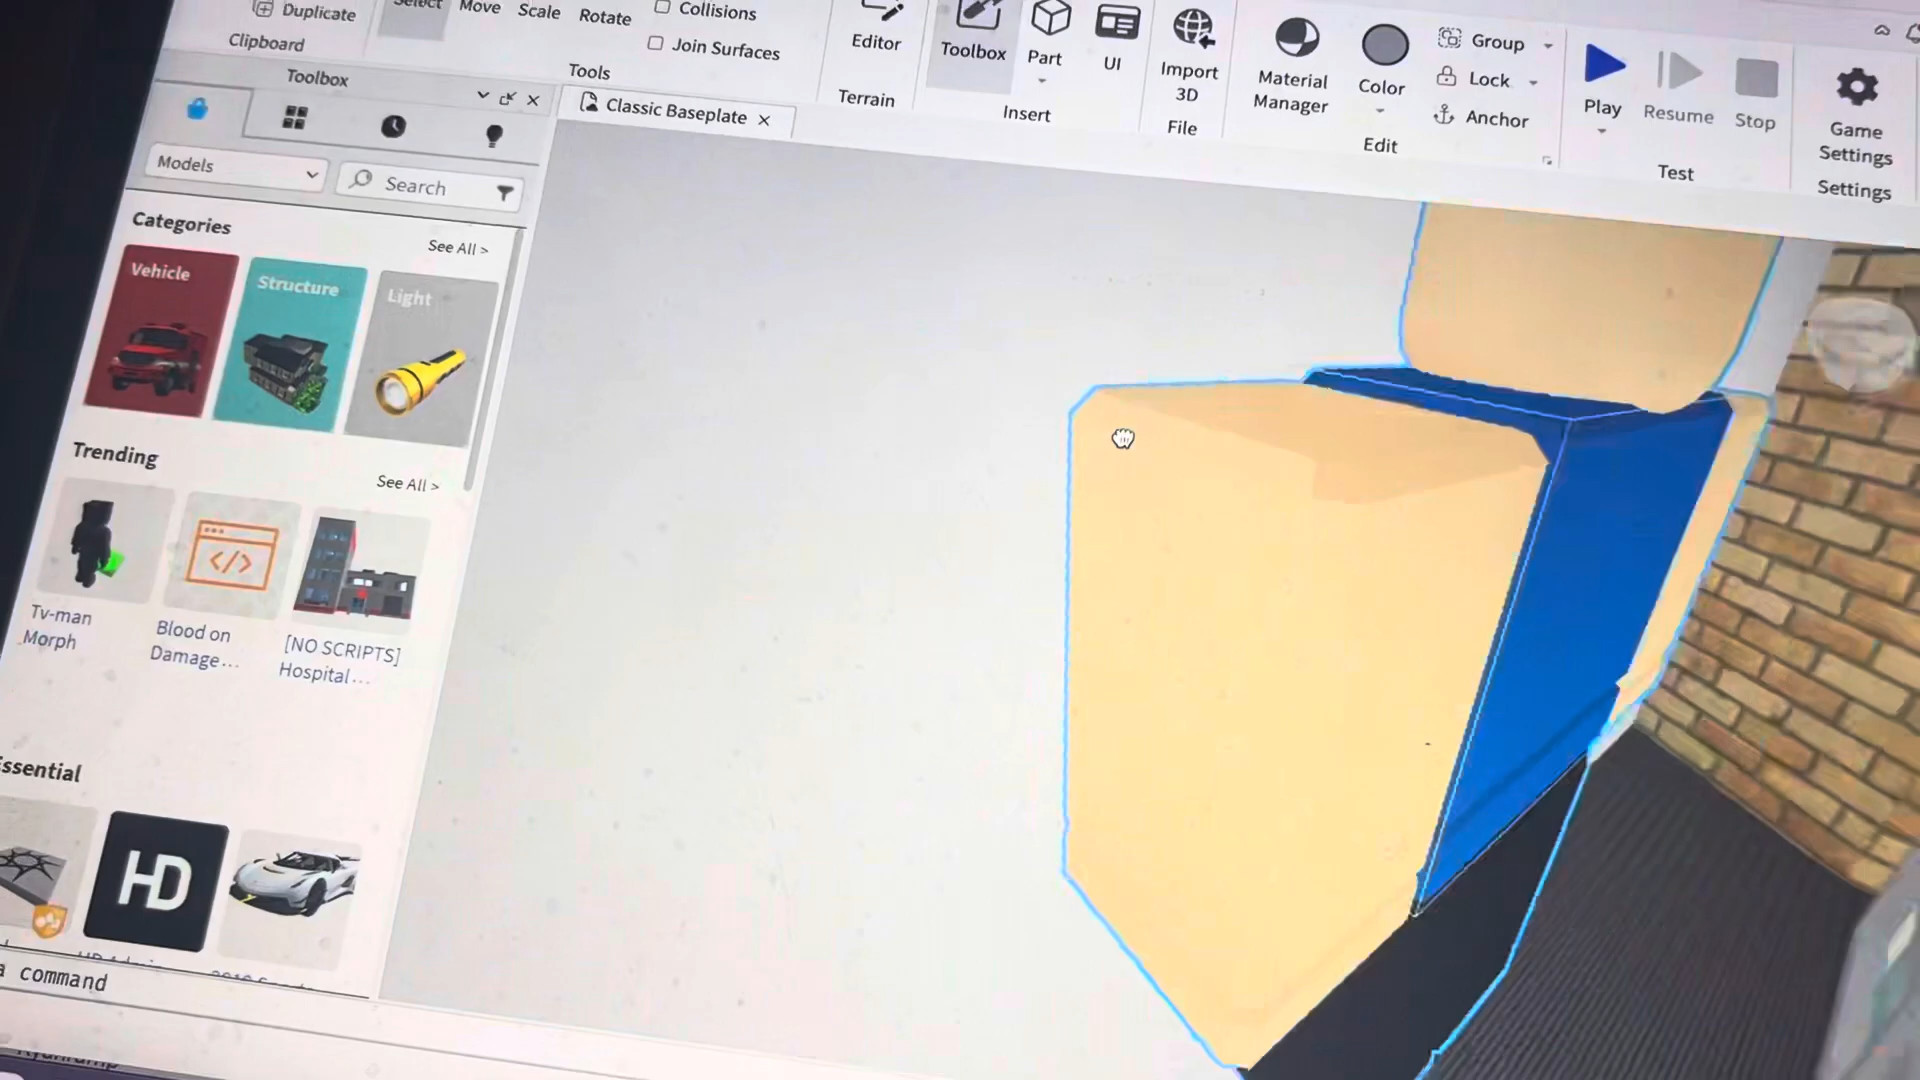 Duplicate
Clipboard
Select
Move
Scale
Rotate
Collisions
Join Surfaces
Tools
Editor
Terrain
Toolbox
Part
UI
Insert
Import
3D
File
Material
Manager
Color
Group
Lock
Anchor
Edit
Play
Resume
Stop
Test
Game
Settings
Settings
Toolbox
Classic Baseplate
Models
Search
Categories
See All >
Vehicle
Structure
Light
Trending
See All >
Tv-man
Morph
Blood on
Damage...
[NO SCRIPTS]
Hospital...
ssential
HD
a command